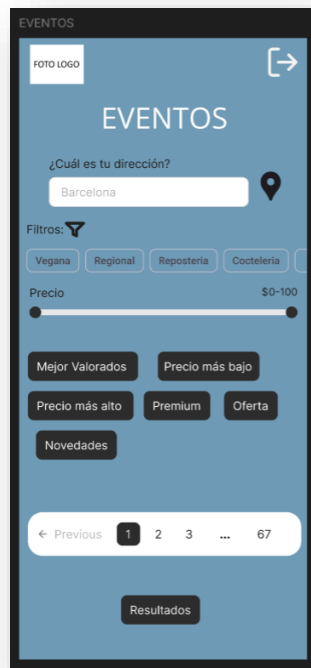 EVENTOS
FOTO LOGO
EVENTOS
¿Cuál es tu dirección?
Barcelona
Filtros:
Vegana Regional Reposteria Cocteleria
Precio $0-100
Mejor Valorados Precio más bajo
Precio más alto Premium Oferta
Novedades
← Previous 1 2 3 ... 67
Resultados